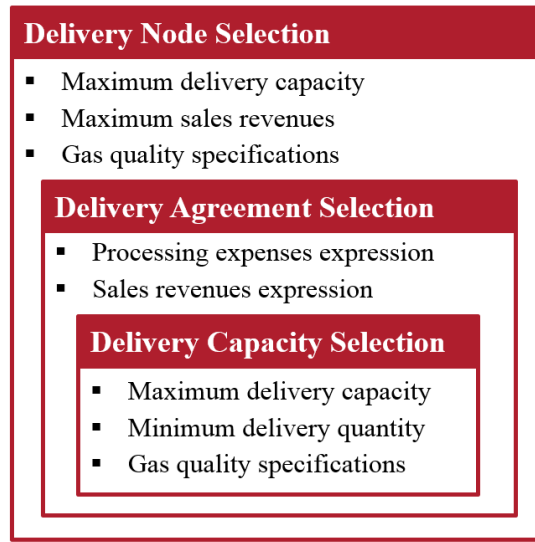 Delivery Node Selection
▪ Maximum delivery capacity
▪ Maximum sales revenues
▪ Gas quality specifications
Delivery Agreement Selection
▪ Processing expenses expression
▪ Sales revenues expression
Delivery Capacity Selection
▪ Maximum delivery capacity
▪ Minimum delivery quantity
▪ Gas quality specifications